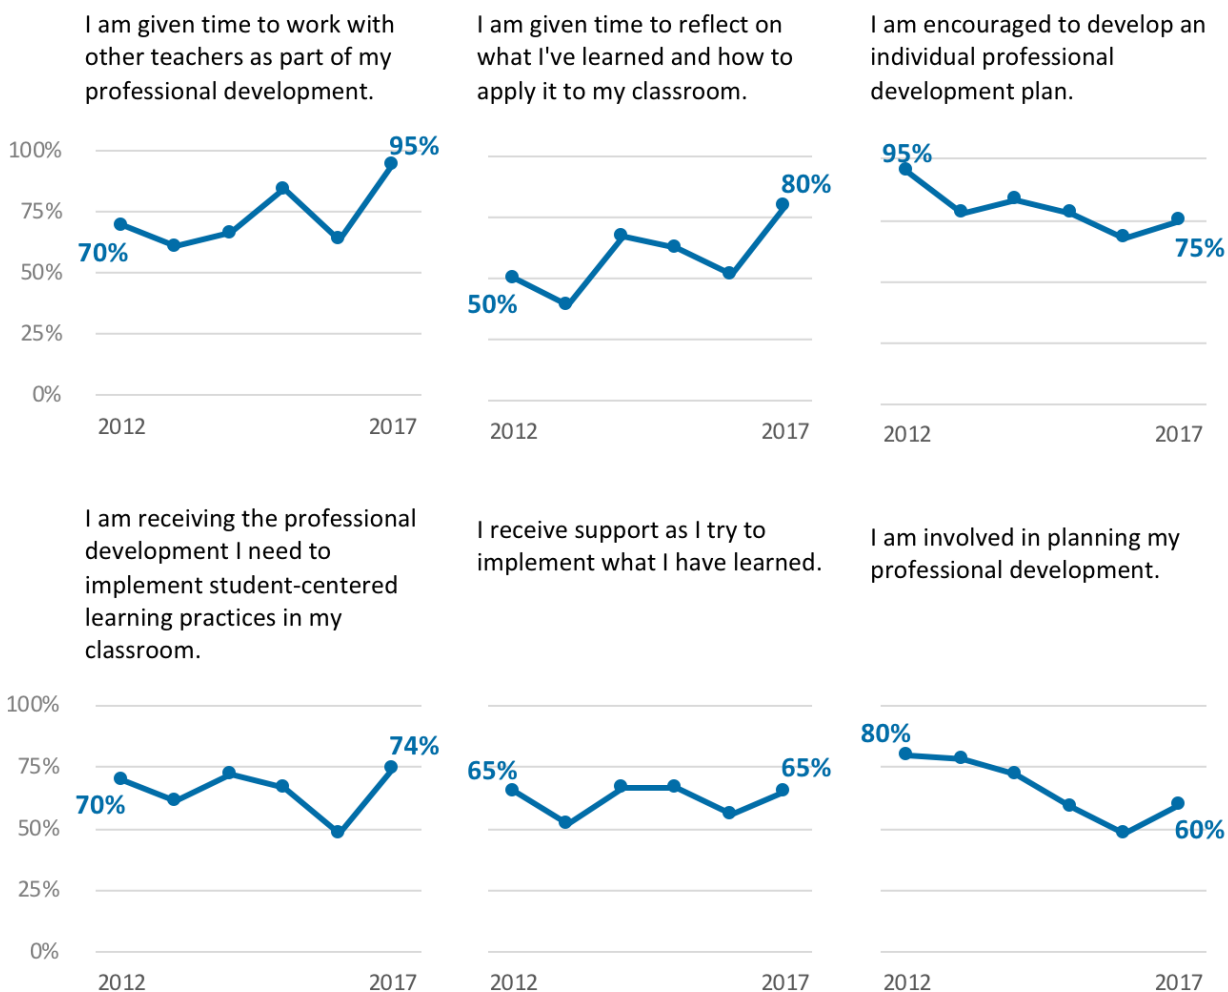 I am given time to work with
other teachers as part of my
professional development.
I am given time to reflect on
what I've learned and how to
apply it to my classroom.
I am encouraged to develop an
individual professional
development plan.
100%
75%
50%
25%
0%
70%
95%
2012
2017
50%
80%
2012
2017
95%
75%
2012
2017
I am receiving the professional
development I need to
implement student-centered
learning practices in my
classroom.
I receive support as I try to
implement what I have learned.
I am involved in planning my
professional development.
100%
75%
50%
25%
0%
70%
74%
2012
2017
65%
65%
2012
2017
80%
60%
2012
2017